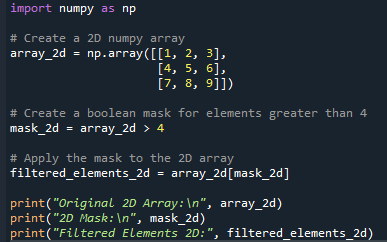 import numpy as np
# Create a 2D numpy array
array_2d = np.array([[1, 2, 3],
                     [4, 5, 6],
                     [7, 8, 9]])
# Create a boolean mask for elements greater than 4
mask_2d = array_2d > 4
# Apply the mask to the 2D array
filtered_elements_2d = array_2d[mask_2d]
print("Original 2D Array:\n", array_2d)
print("2D Mask:\n", mask_2d)
print("Filtered Elements 2D:", filtered_elements_2d)